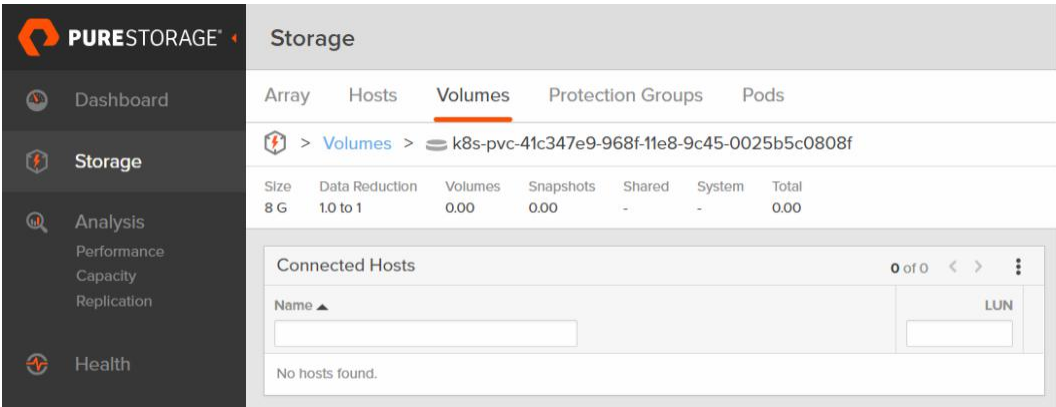 PURESTORAGE®
Storage
Dashboard
Storage
Analysis
Performance
Capacity
Replication
Health
Array Hosts Volumes Protection Groups Pods
> Volumes > k8s-pvc-41c347e9-968f-11e8-9c45-0025b5c0808f
Size Data Reduction Volumes Snapshots Shared System Total
8 G 1.0 to 1 0.00 0.00 - - 0.00
Connected Hosts 0 of 0 < >
Name LUN
No hosts found.